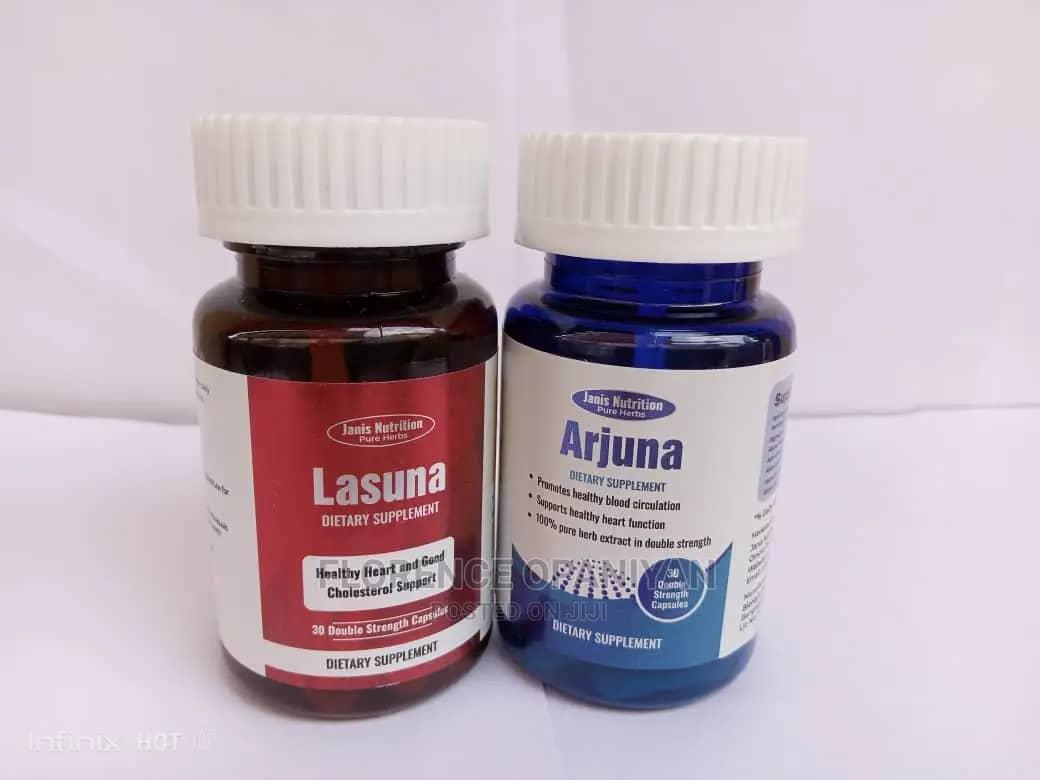 Janis Nutrition
Pure Herbs
Lasuna
DIETARY SUPPLEMENT
Healthy Heart and Good
Cholesterol Support
30 Double Strength Capsules
DIETARY SUPPLEMENT
Janis Nutrition
Pure Herbs
Arjuna
DIETARY SUPPLEMENT
• Promotes healthy blood circulation
• Supports healthy heart function
• 100% pure herb extract in double strength
30
Double
Strength
Capsules
DIETARY SUPPLEMENT
POSTED ON JIJI
Infinix HOT